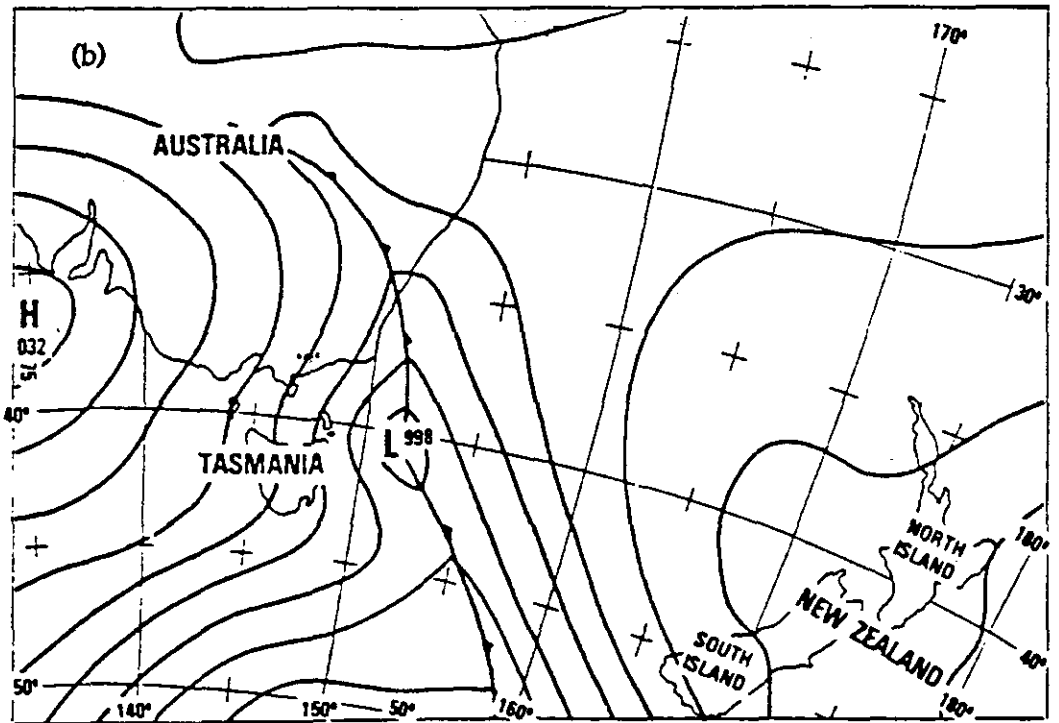 (b)
170°
AUSTRALIA
30°
H
032
40°
L 998
TASMANIA
NORTH
ISLAND
180°
NEW ZEALAND
SOUTH
ISLAND
40°
50°
140°
150°
50°
160°
180°